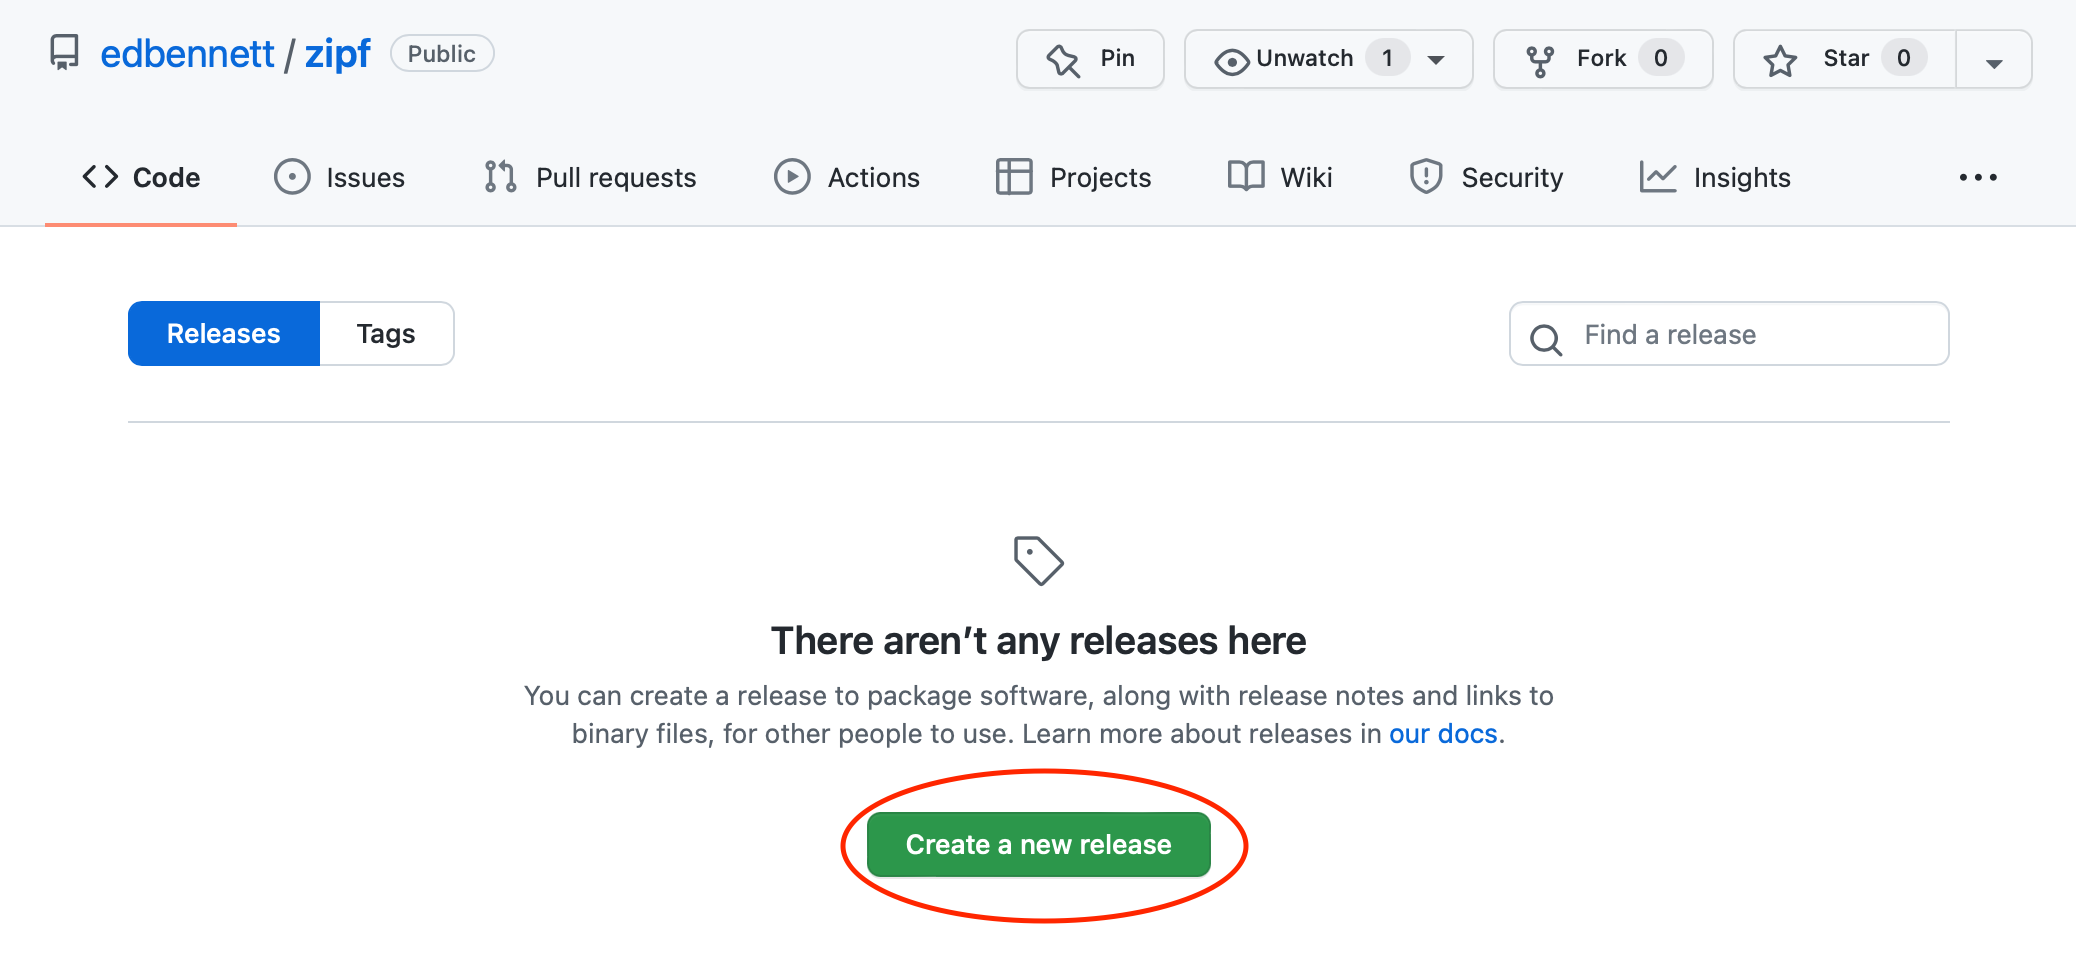 edbennett / zipf Public
Pin Unwatch 1 Fork 0 Star 0
Code Issues Pull requests Actions Projects Wiki Security Insights
Releases Tags Find a release
There aren’t any releases here
You can create a release to package software, along with release notes and links to
binary files, for other people to use. Learn more about releases in our docs.
Create a new release